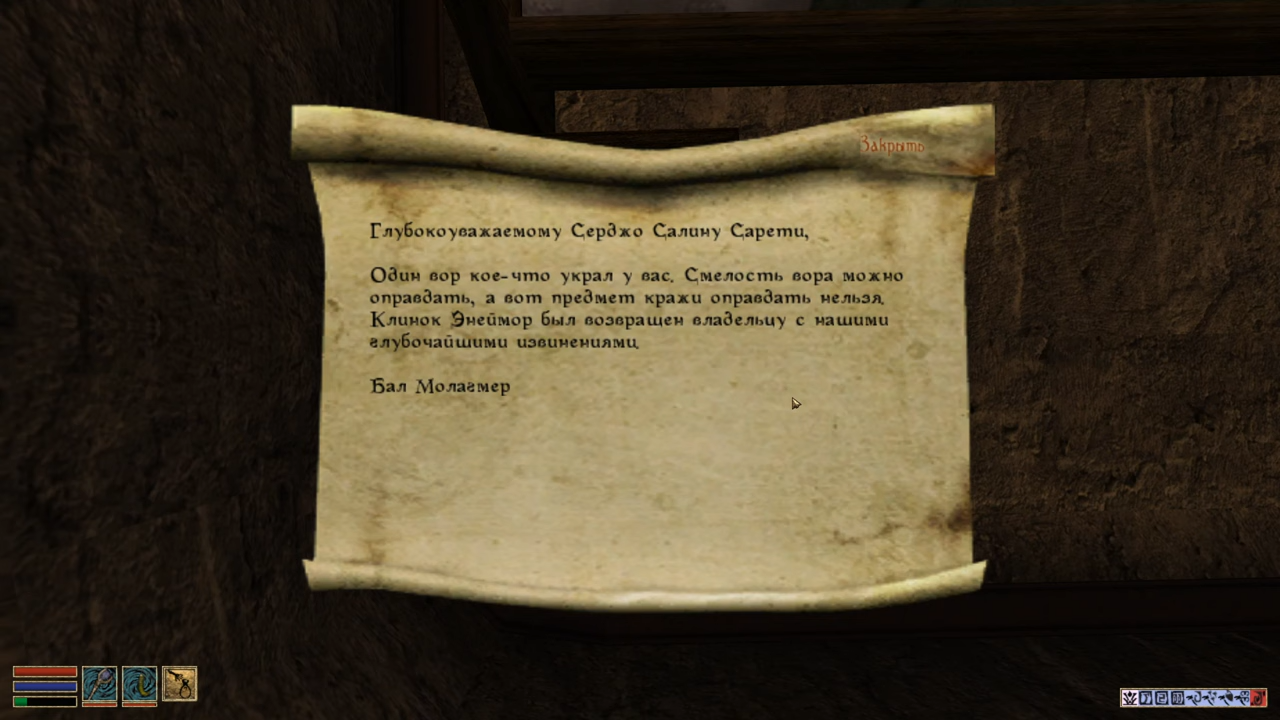 Закрыть
Глубокоуважаемому Серджо Салину Сарети,
Один вор кое-что украл у вас. Смелость вора можно
оправдать, а вот предмет кражи оправдать нельзя.
Клинок Энеймор был возвращен владельцу с нашими
глубочайшими извинениями.
Бал Молагмер